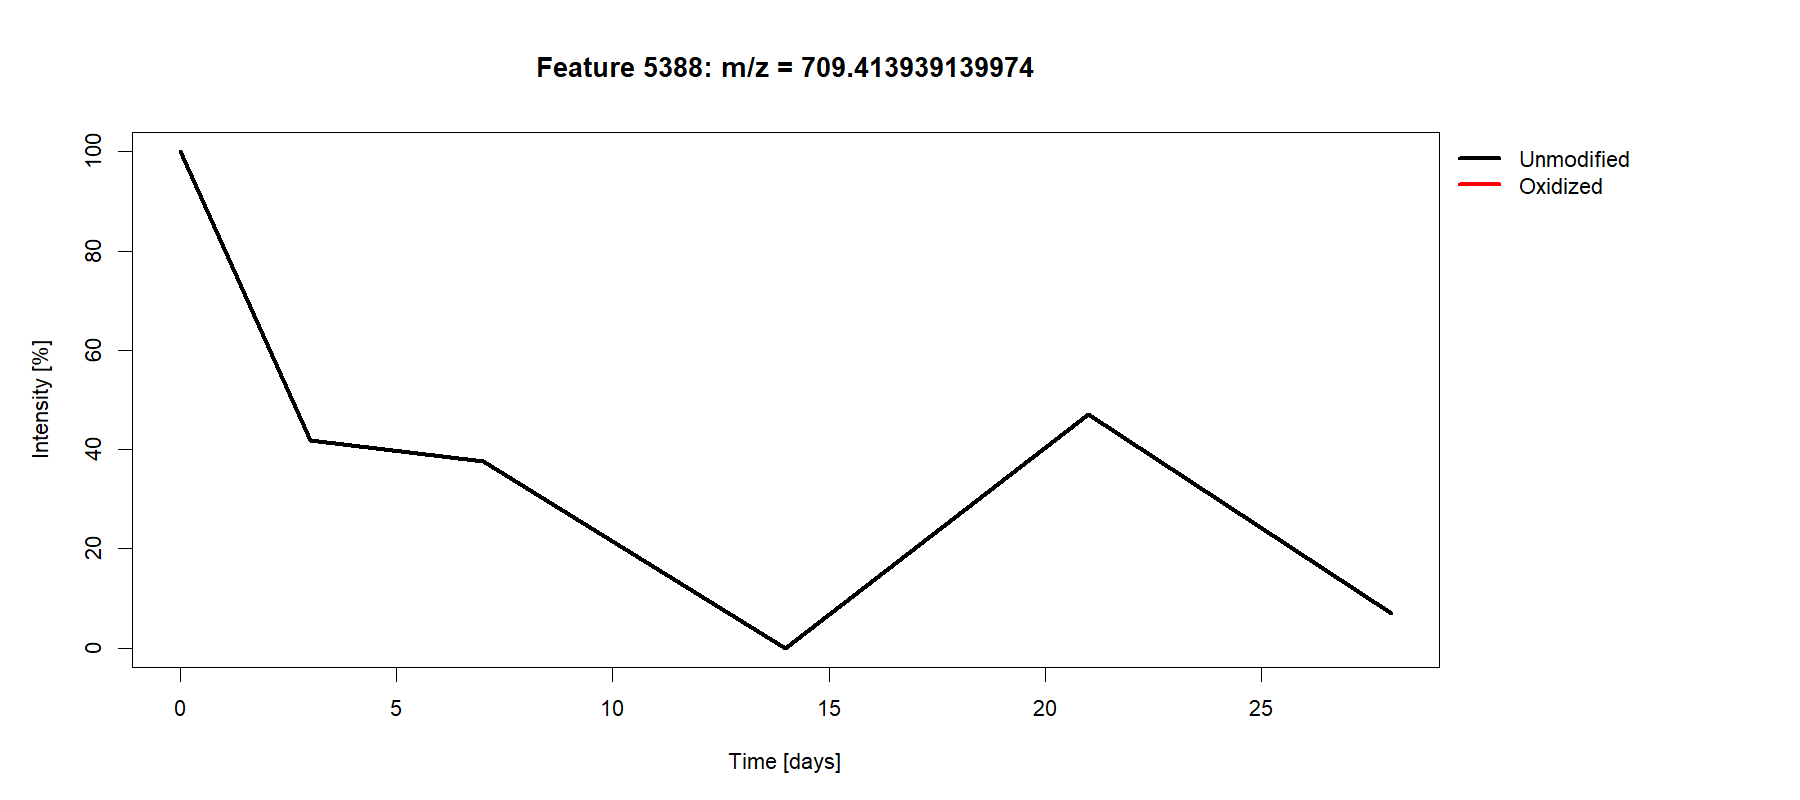 Feature 5388: m/z = 709.413939139974
Unmodified
Oxidized
Intensity [%]
100
80
60
40
20
0
0 5 10 15 20 25
Time [days]